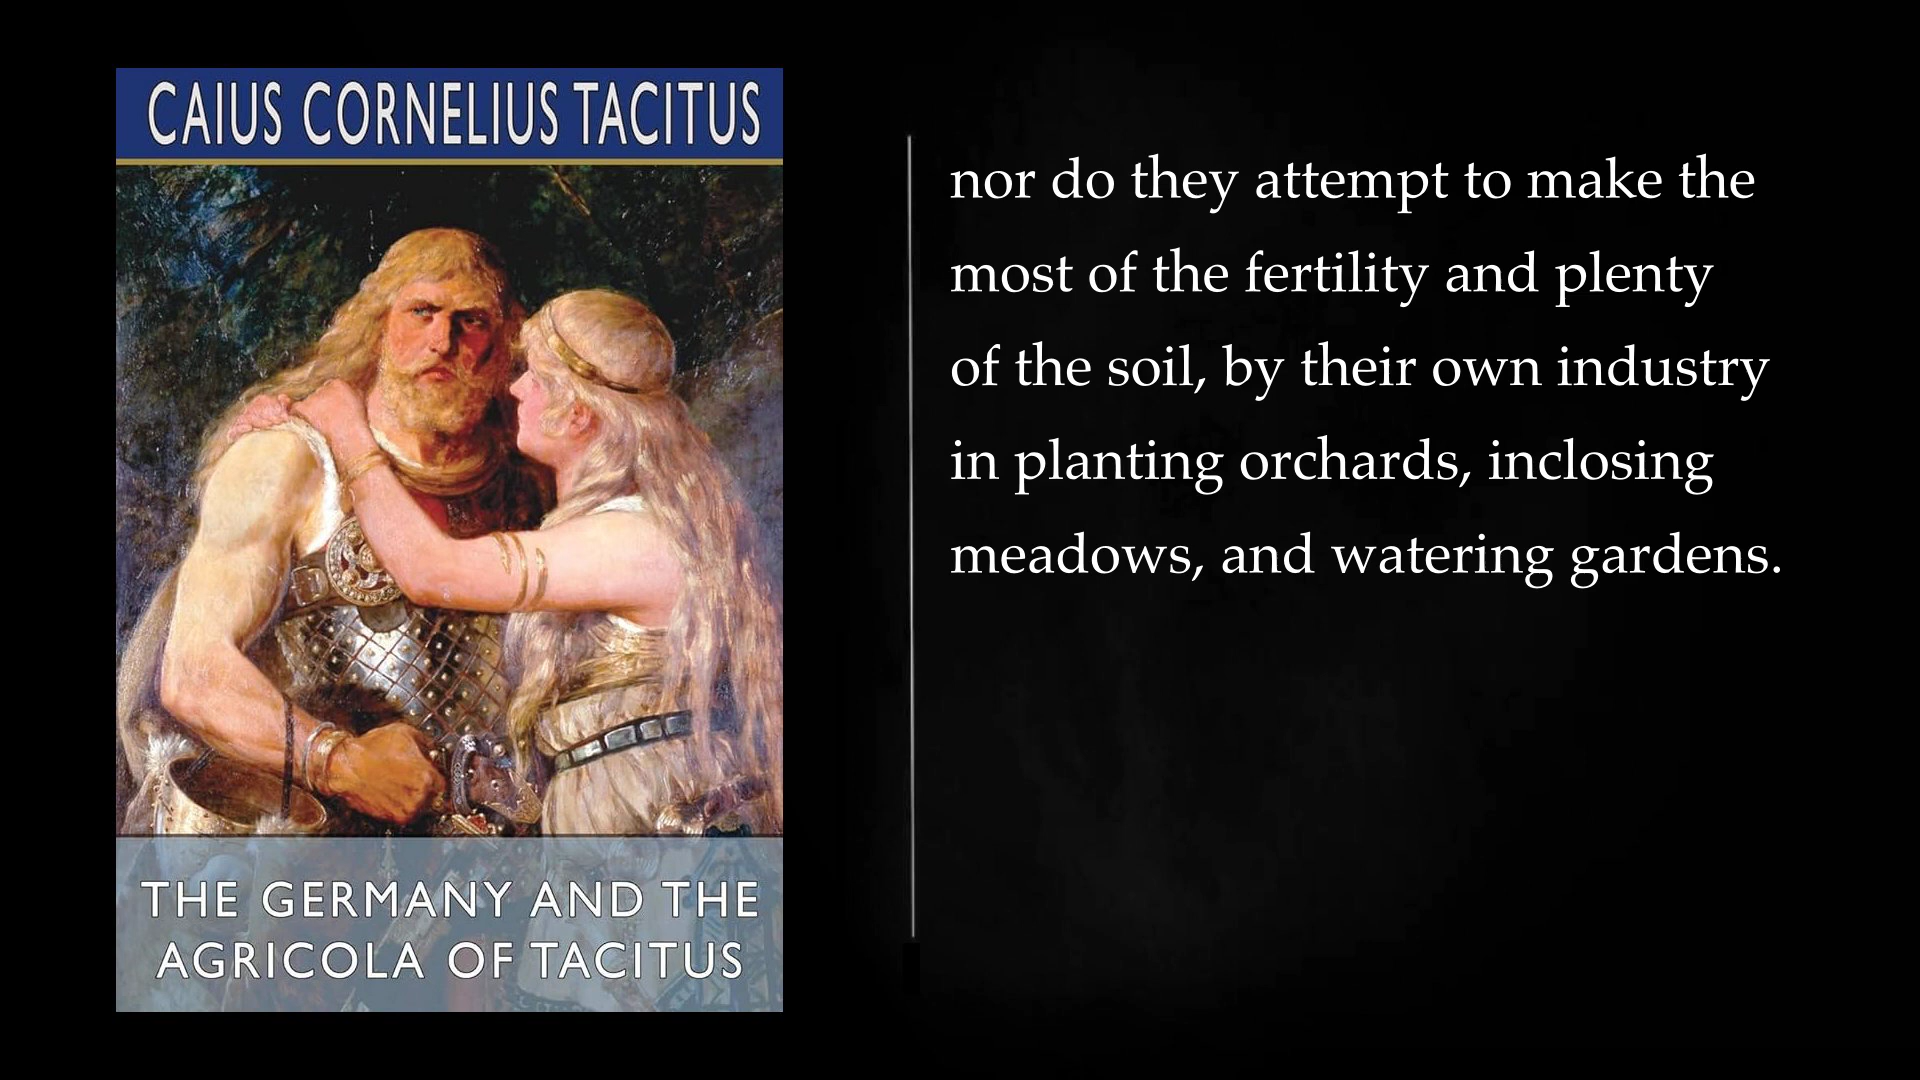 CAIUS CORNELIUS TACITUS
THE GERMANY AND THE
AGRICOLA OF TACITUS
nor do they attempt to make the
most of the fertility and plenty
of the soil, by their own industry
in planting orchards, inclosing
meadows, and watering gardens.